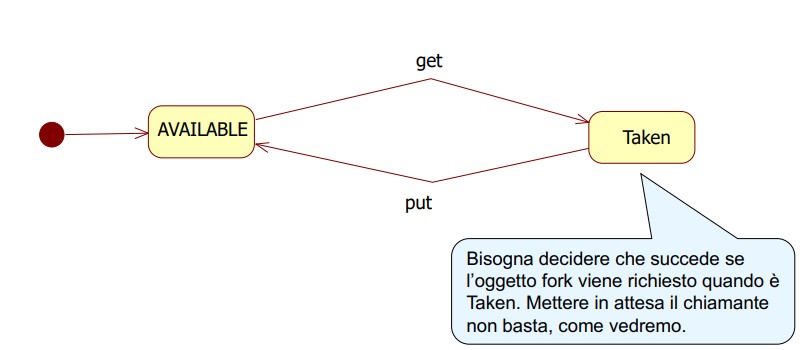 get
AVAILABLE
Taken
put
Bisogna decidere che succede se
l'oggetto fork viene richiesto quando è
Taken. Mettere in attesa il chiamante
non basta, come vedremo.